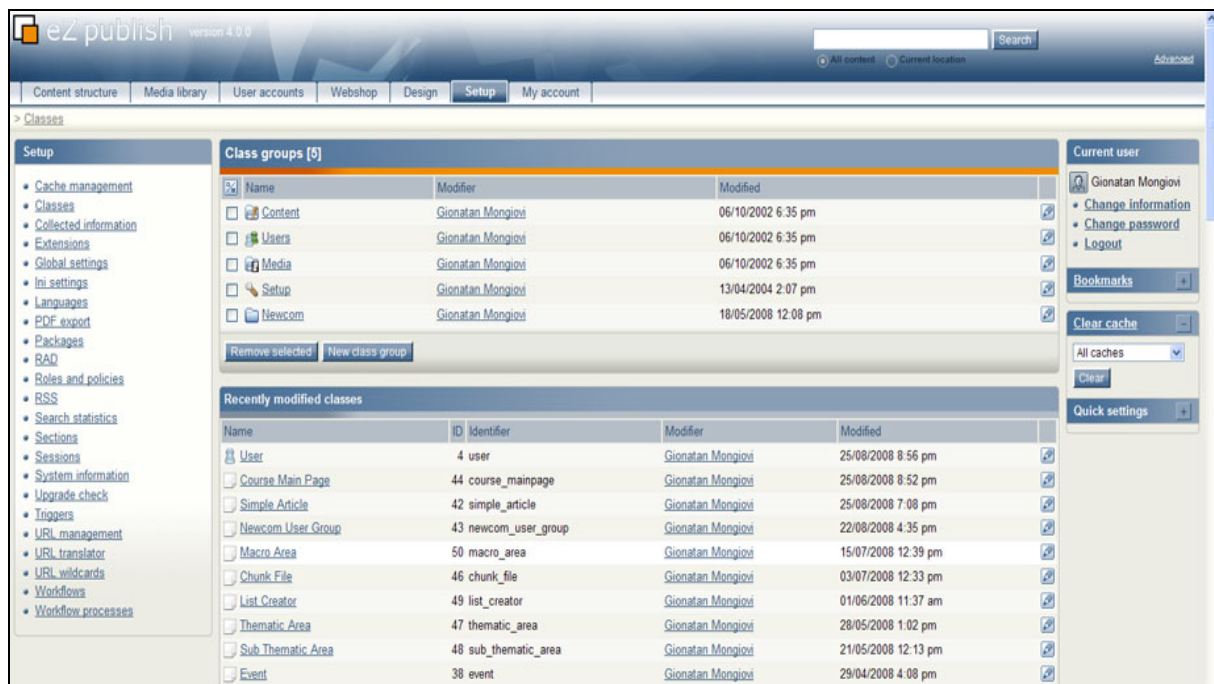 eZ publish version 4.0.0
Search
All content Current location Advanced
Content structure Media library User accounts Webshop Design Setup My account
> Classes
Setup
Cache management
Classes
Collected information
Extensions
Global settings
Ini settings
Languages
PDF export
Packages
RAD
Roles and policies
RSS
Search statistics
Sections
Sessions
System information
Upgrade check
Triggers
URL management
URL translator
URL wildcards
Workflows
Workflow processes
Class groups [5]
Name Modifier Modified
Content Gionatan Mongiovi 06/10/2002 6:35 pm
Users Gionatan Mongiovi 06/10/2002 6:35 pm
Media Gionatan Mongiovi 06/10/2002 6:35 pm
Setup Gionatan Mongiovi 13/04/2004 2:07 pm
Newcom Gionatan Mongiovi 18/05/2008 12:08 pm
Remove selected New class group
Recently modified classes
Name ID Identifier Modifier Modified
User 4 user Gionatan Mongiovi 25/08/2008 8:56 pm
Course Main Page 44 course_mainpage Gionatan Mongiovi 25/08/2008 8:52 pm
Simple Article 42 simple_article Gionatan Mongiovi 25/08/2008 7:08 pm
Newcom User Group 43 newcom_user_group Gionatan Mongiovi 22/08/2008 4:35 pm
Macro Area 50 macro_area Gionatan Mongiovi 15/07/2008 12:39 pm
Chunk File 46 chunk_file Gionatan Mongiovi 03/07/2008 12:33 pm
List Creator 49 list_creator Gionatan Mongiovi 01/06/2008 11:37 am
Thematic Area 47 thematic_area Gionatan Mongiovi 28/05/2008 1:02 pm
Sub Thematic Area 48 sub_thematic_area Gionatan Mongiovi 21/05/2008 12:13 pm
Event 38 event Gionatan Mongiovi 29/04/2008 4:08 pm
Current user
Gionatan Mongiovi
Change information
Change password
Logout
Bookmarks +
Clear cache -
All caches
Clear
Quick settings +